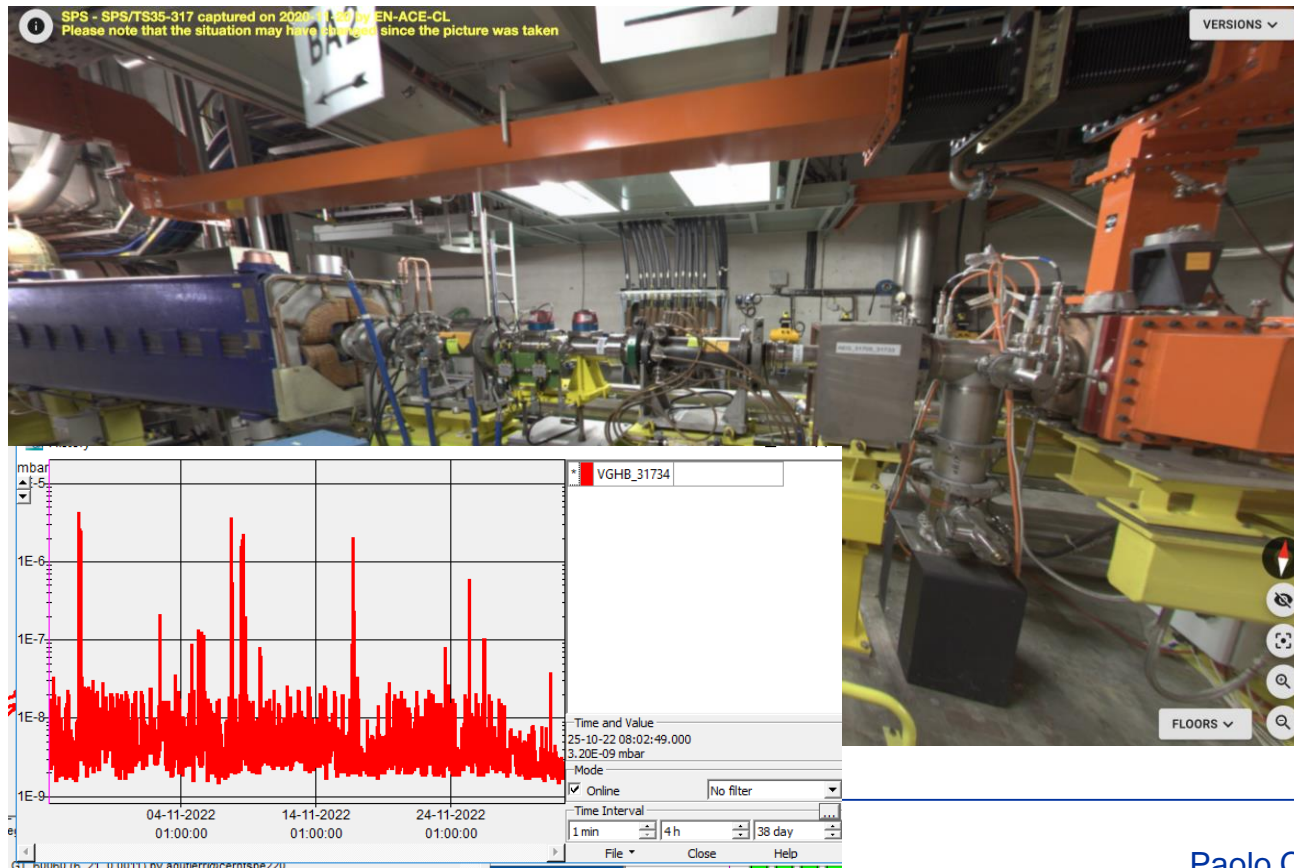 SPS - SPS/TS35-317 captured on 2020-11-20 by EN-ACE-CL
Please note that the situation may have changed since the picture was taken
VERSIONS
BA2
mbar
VGHB_31734
1E-6
1E-7
1E-8
1E-9
04-11-2022 14-11-2022 24-11-2022
01:00:00 01:00:00 01:00:00
Time and Value
25-10-22 08:02:49.000
3.20E-09 mbar
Mode
Online No filter
Time Interval
1 min 4 h 38 day
File Close Help
FLOORS
Paolo C